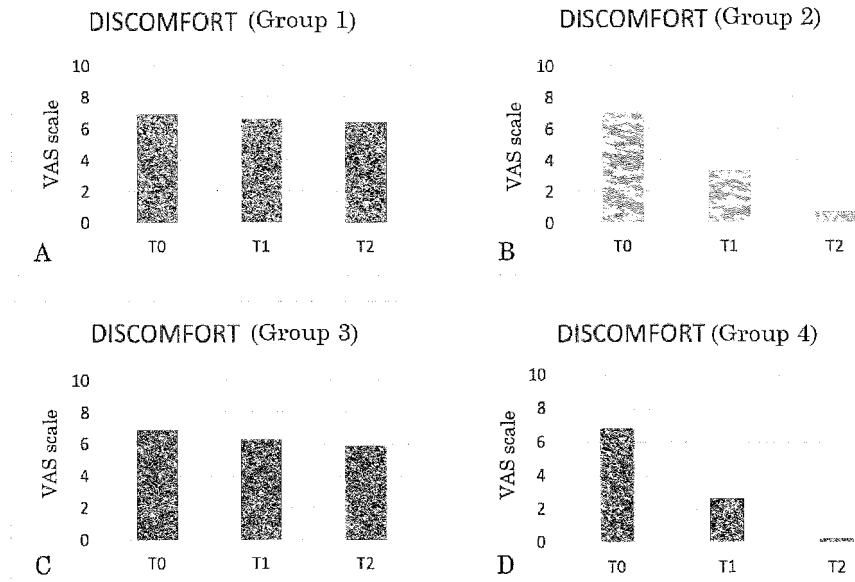 DISCOMFORT (Group 1)
10
8
6
4
2
0
VAS scale
T0 T1 T2
A
DISCOMFORT (Group 2)
10
8
6
4
2
0
VAS scale
T0 T1 T2
B
DISCOMFORT (Group 3)
10
8
6
4
2
0
VAS scale
T0 T1 T2
C
DISCOMFORT (Group 4)
10
8
6
4
2
0
VAS scale
T0 T1 T2
D